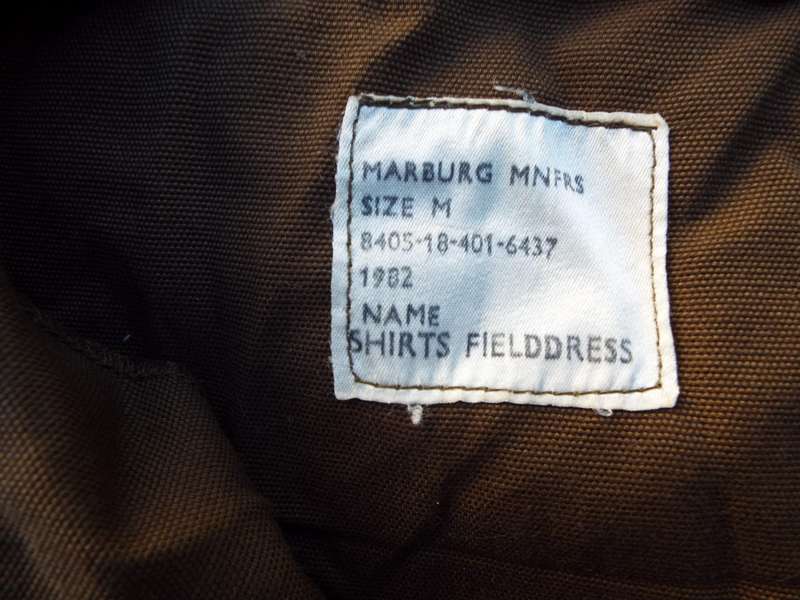 MARBURG MNFRS
SIZE M
8405-18-401-6437
1982
NAME
SHIRTS FIELDDRESS